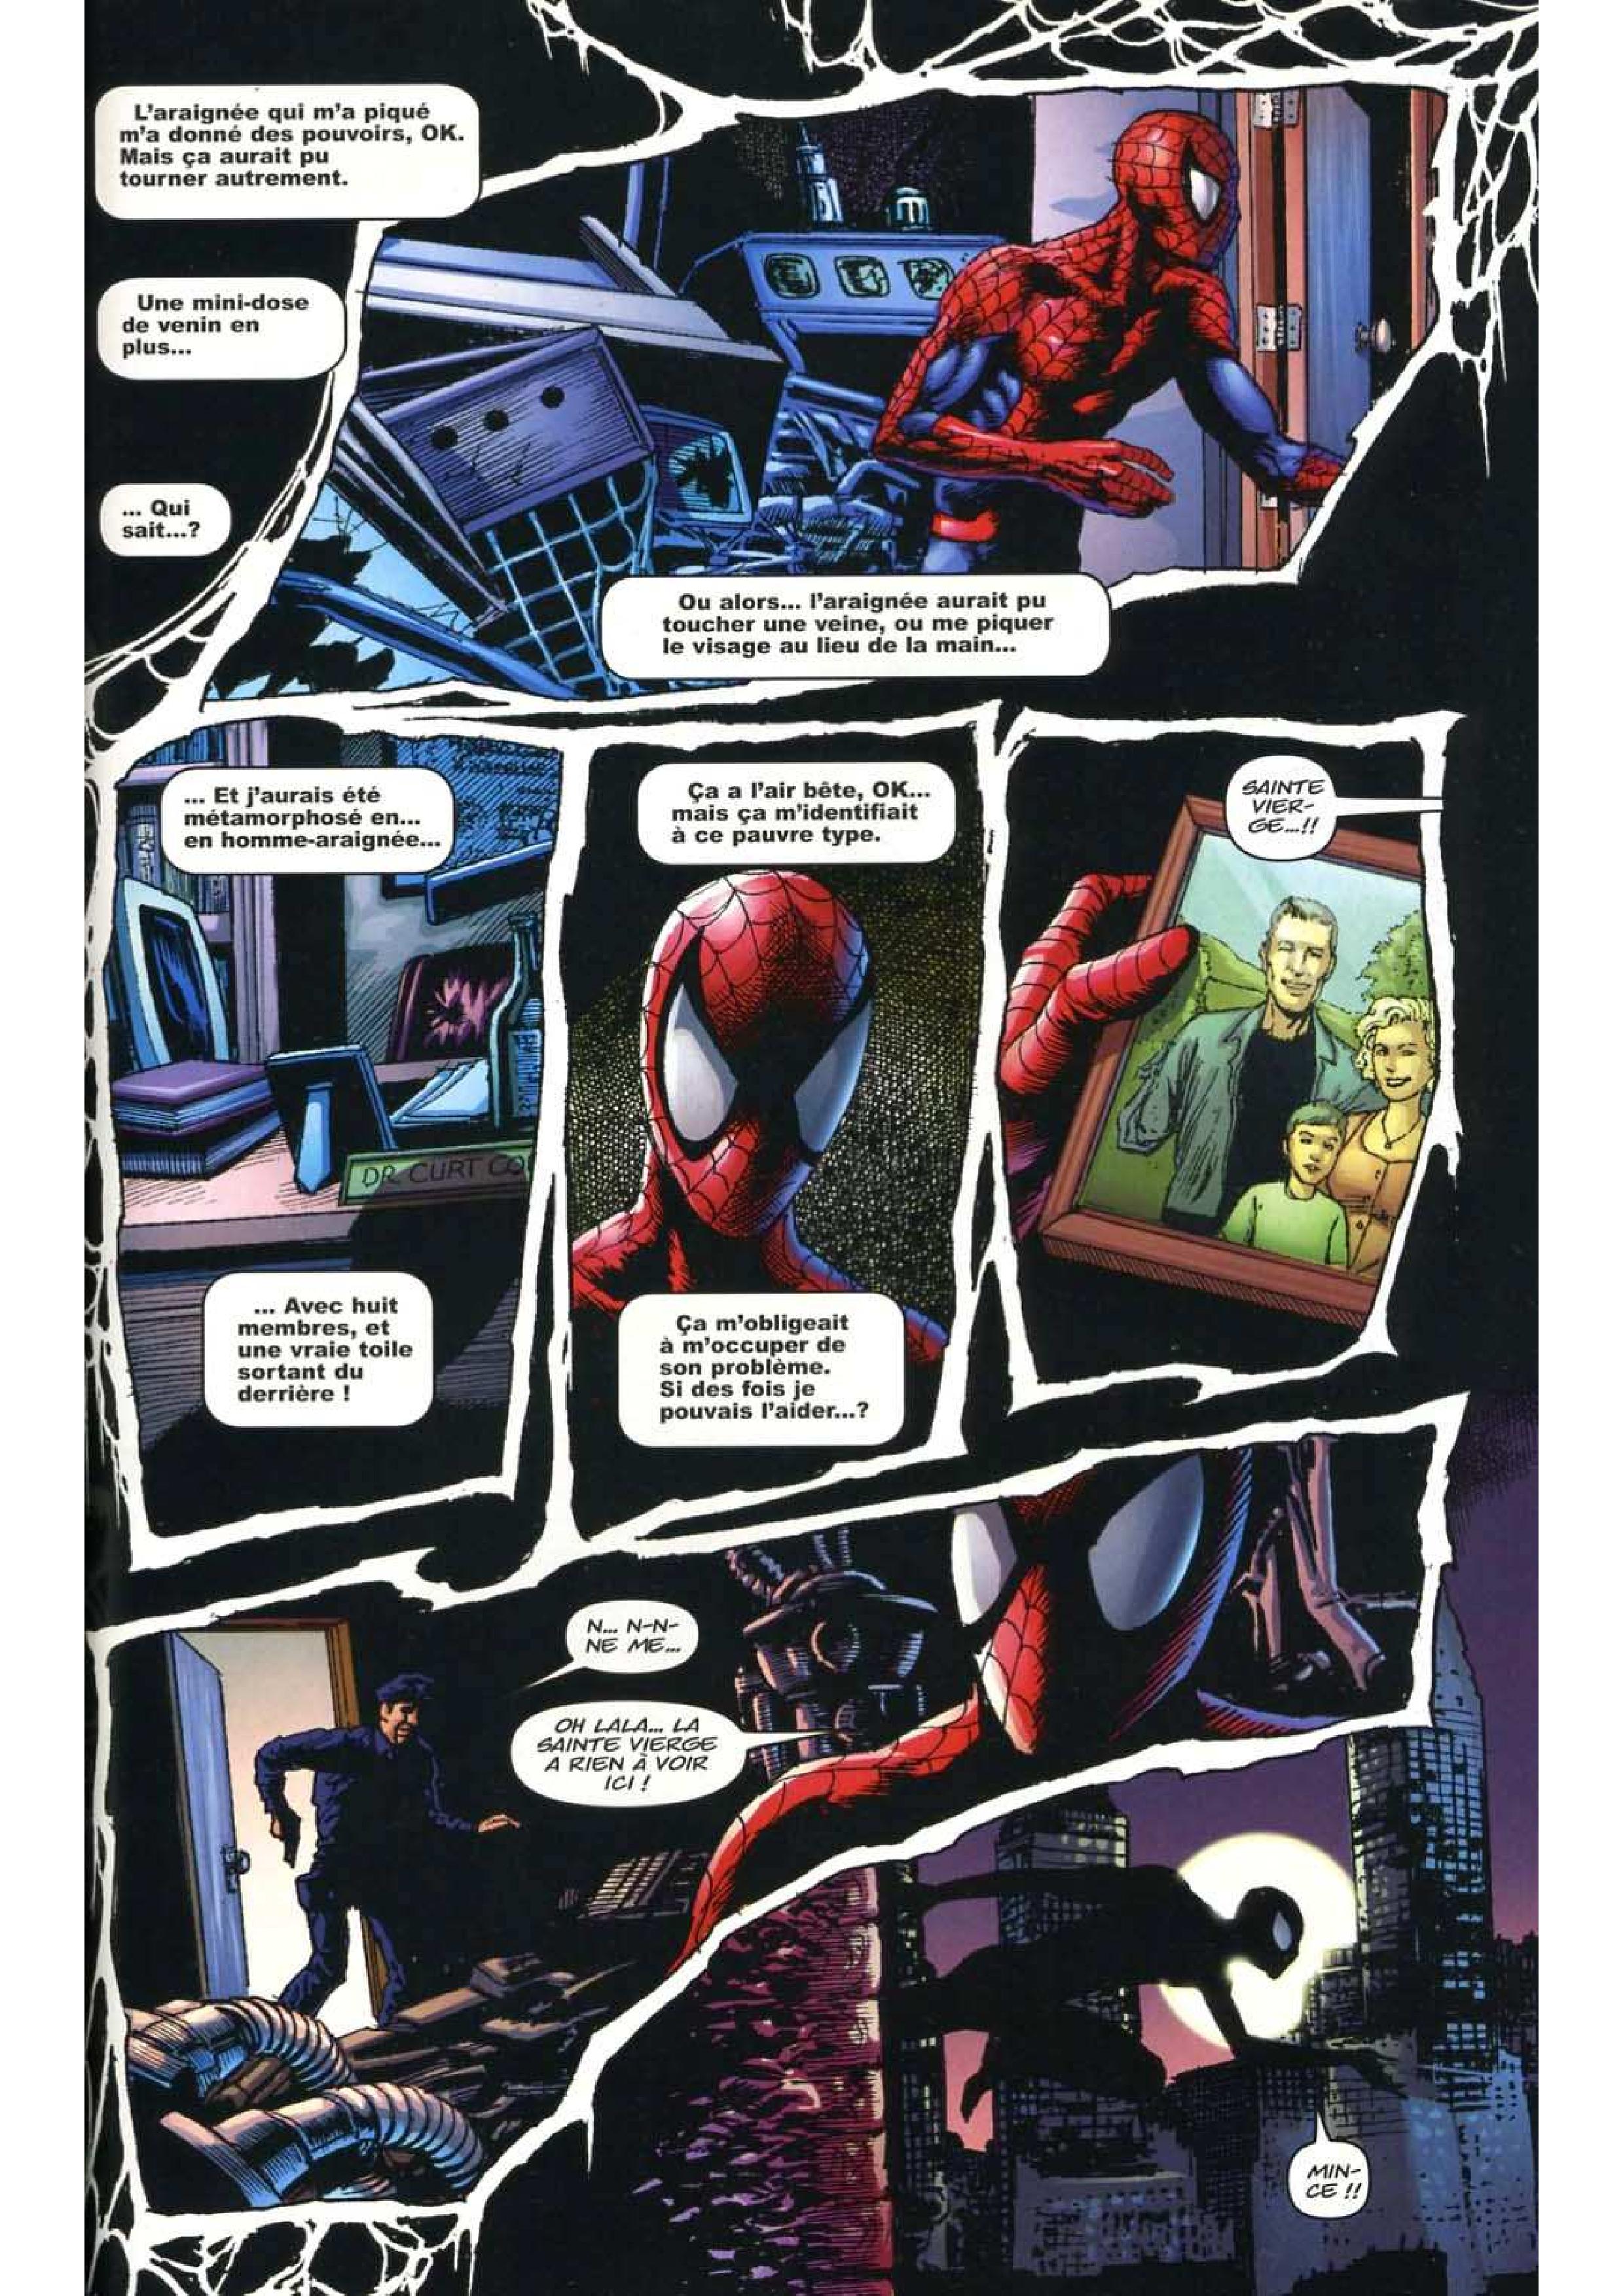 L'araignée qui m'a piqué
m'a donné des pouvoirs, OK.
Mais ça aurait pu
tourner autrement.
Une mini-dose
de venin en
plus...
... Qui
sait...?
Ou alors... l'araignée aurait pu
toucher une veine, ou me piquer
le visage au lieu de la main...
... Et j'aurais été
métamorphosé en...
en homme-araignée...
DR. CURT CO
... Avec huit
membres, et
une vraie toile
sortant du
derrière !
Ça a l'air bête, OK...
mais ça m'identifiait
à ce pauvre type.
Ça m'obligeait
à m'occuper de
son problème.
Si des fois je
pouvais l'aider...?
SAINTE
VIER-
GE...!!
N... N-N-
NE ME...
OH LALA... LA
SAINTE VIERGE
A RIEN À VOIR
ICI !
MIN-
CE !!